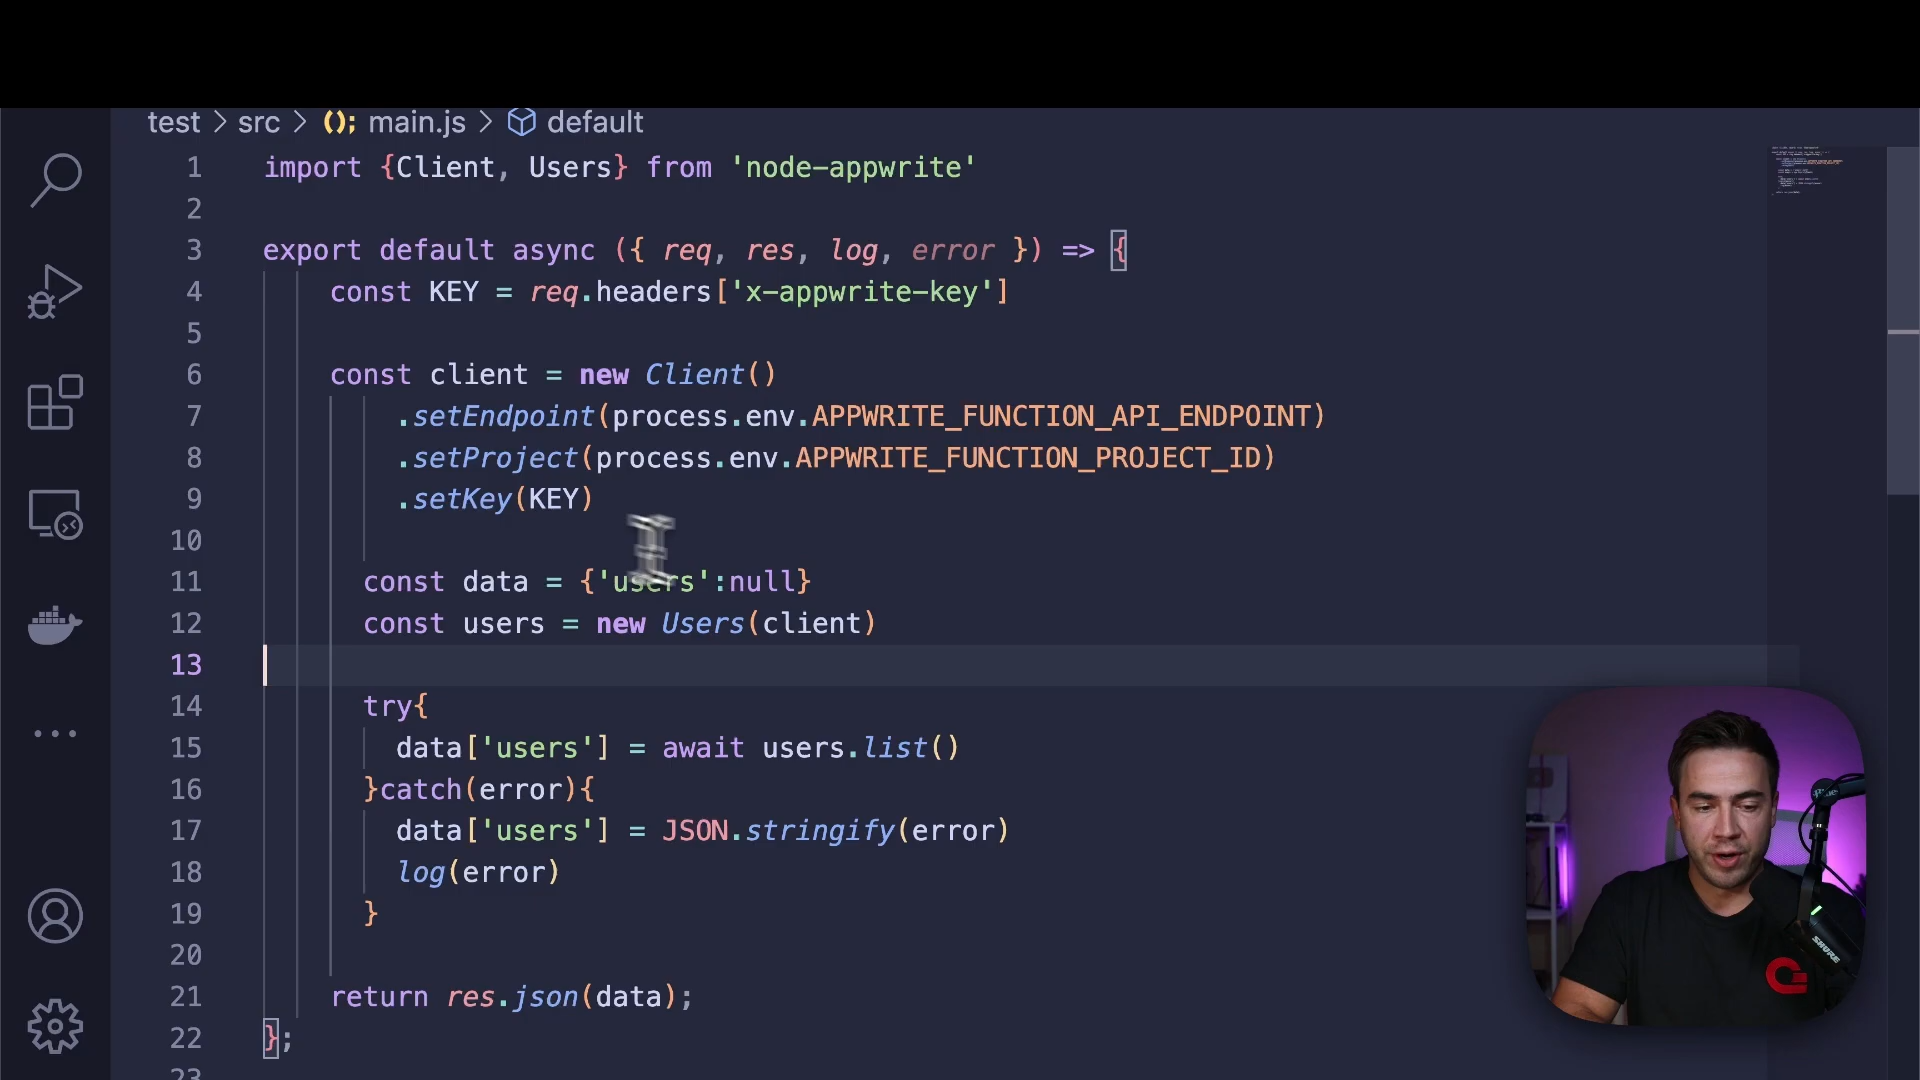 test > src > (); main.js > default
1 import {Client, Users} from 'node-appwrite'
2
3 export default async ({ req, res, log, error }) => {
4 const KEY = req.headers['x-appwrite-key']
5
6 const client = new Client()
7 .setEndpoint(process.env.APPWRITE_FUNCTION_API_ENDPOINT)
8 .setProject(process.env.APPWRITE_FUNCTION_PROJECT_ID)
9 .setKey(KEY)
10
11 const data = {'users':null}
12 const users = new Users(client)
13
14 try{
15 data['users'] = await users.list()
16 }catch(error){
17 data['users'] = JSON.stringify(error)
18 log(error)
19 }
20
21 return res.json(data);
22 };
23
SHURE